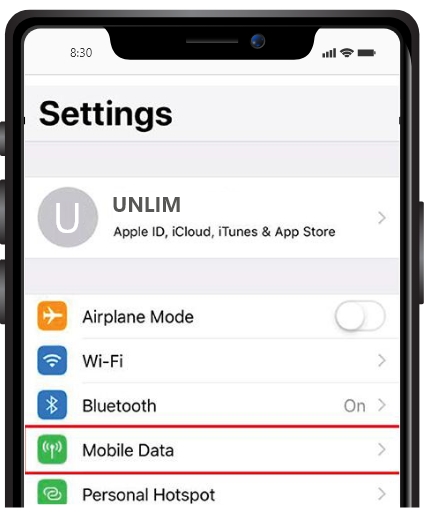 8:30
Settings
U
UNLIM
Apple ID, iCloud, iTunes & App Store
Airplane Mode
Wi-Fi
Bluetooth On
Mobile Data
Personal Hotspot